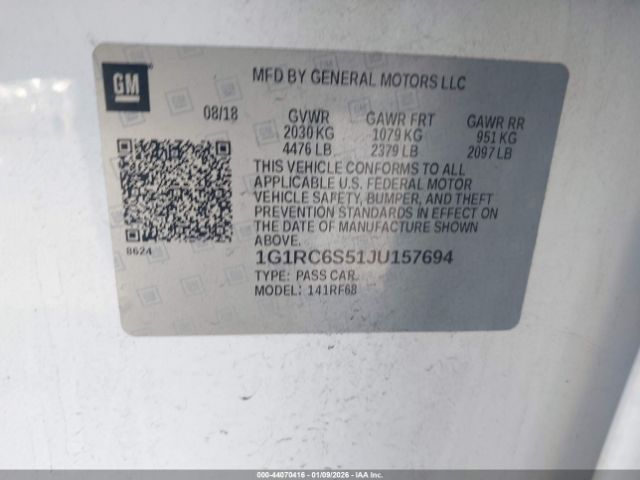 GM
MFD BY GENERAL MOTORS LLC
08/18 GVWR GAWR FRT GAWR RR
2030 KG 1079 KG 951 KG
4476 LB 2379 LB 2097 LB
THIS VEHICLE CONFORMS TO ALL
APPLICABLE U.S. FEDERAL MOTOR
VEHICLE SAFETY, BUMPER, AND THEFT
PREVENTION STANDARDS IN EFFECT ON
THE DATE OF MANUFACTURE SHOWN
ABOVE.
8624
1G1RC6S51JU157694
TYPE: PASS CAR
MODEL: 141RF68
000-44070416 | 01/09/2026 | IAAI.COM